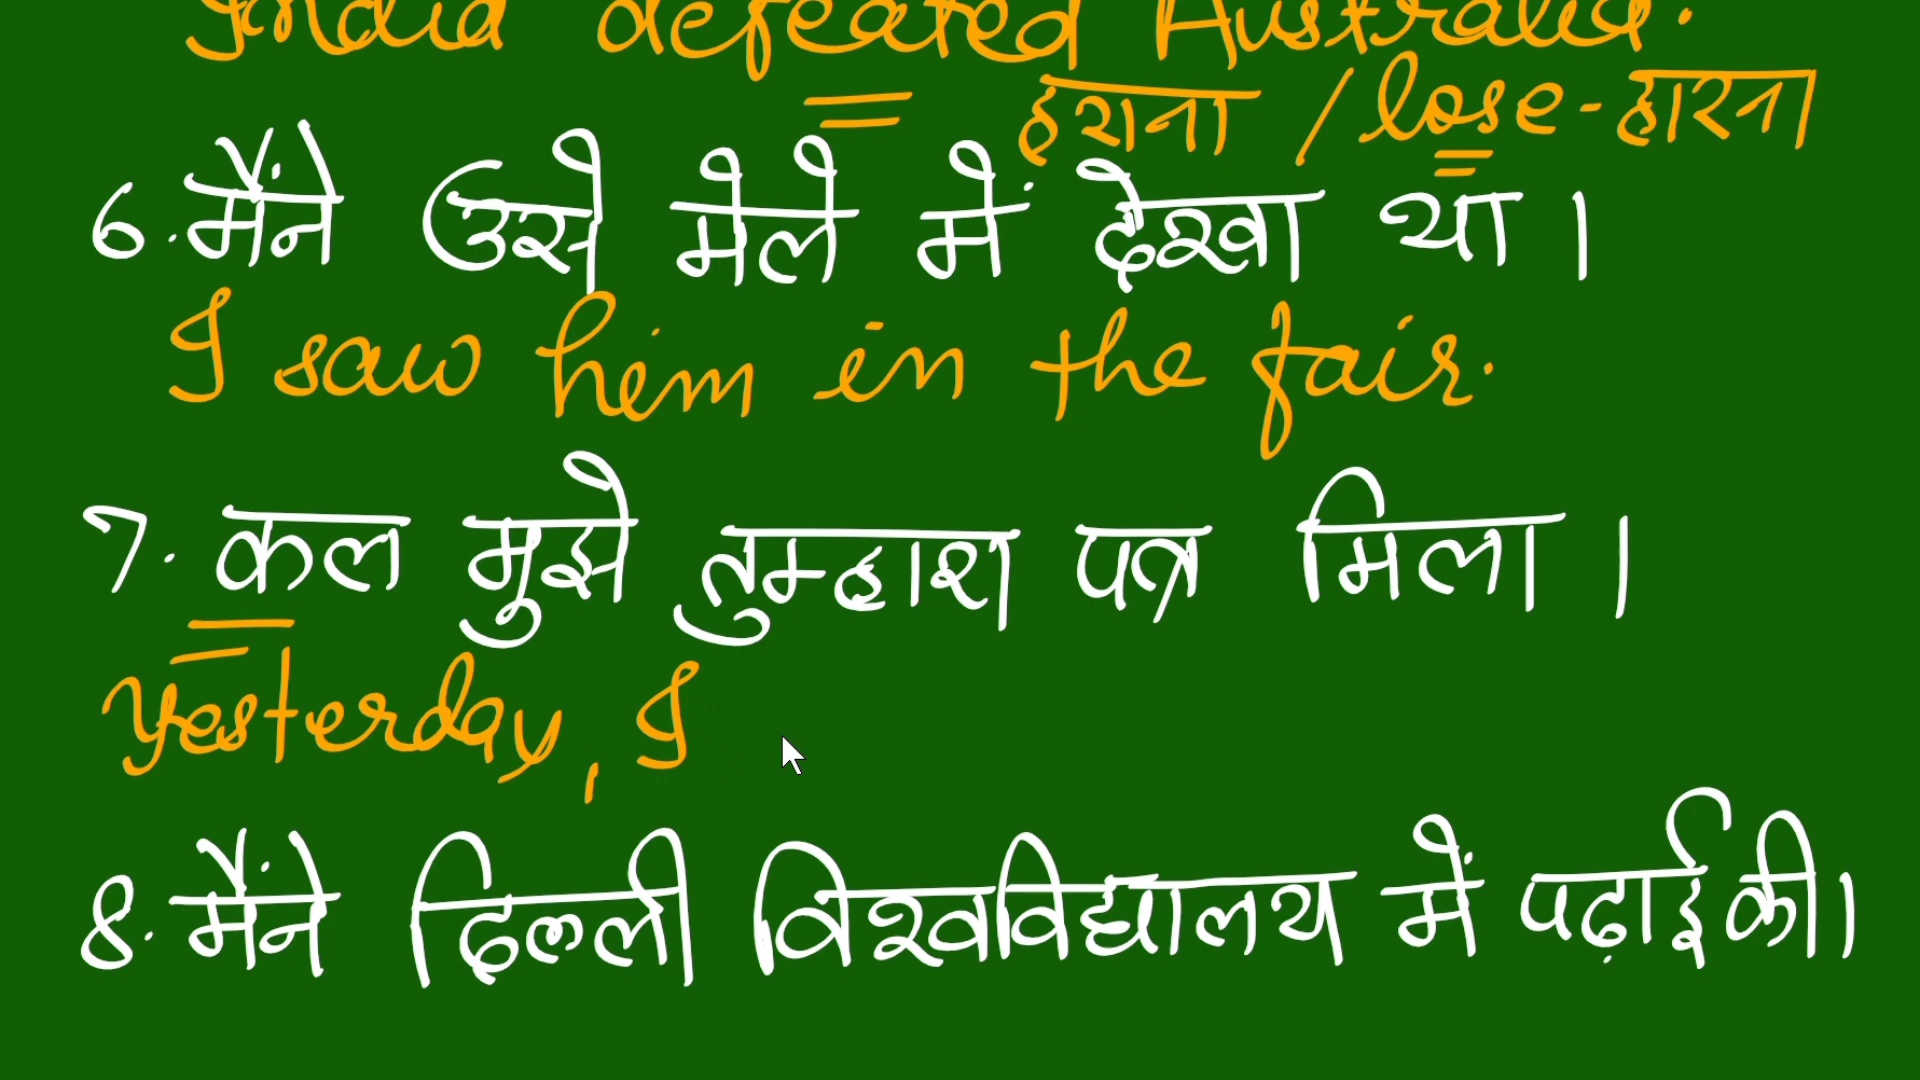 India defeated Australia.
हराना / lose - हारना
6. मैंने उसे मेले में देखा था।
I saw him in the fair.
7. कल मुझे तुम्हारा पत्र मिला।
Yesterday, I
8. मैंने दिल्ली विश्वविद्यालय में पढ़ाई की।